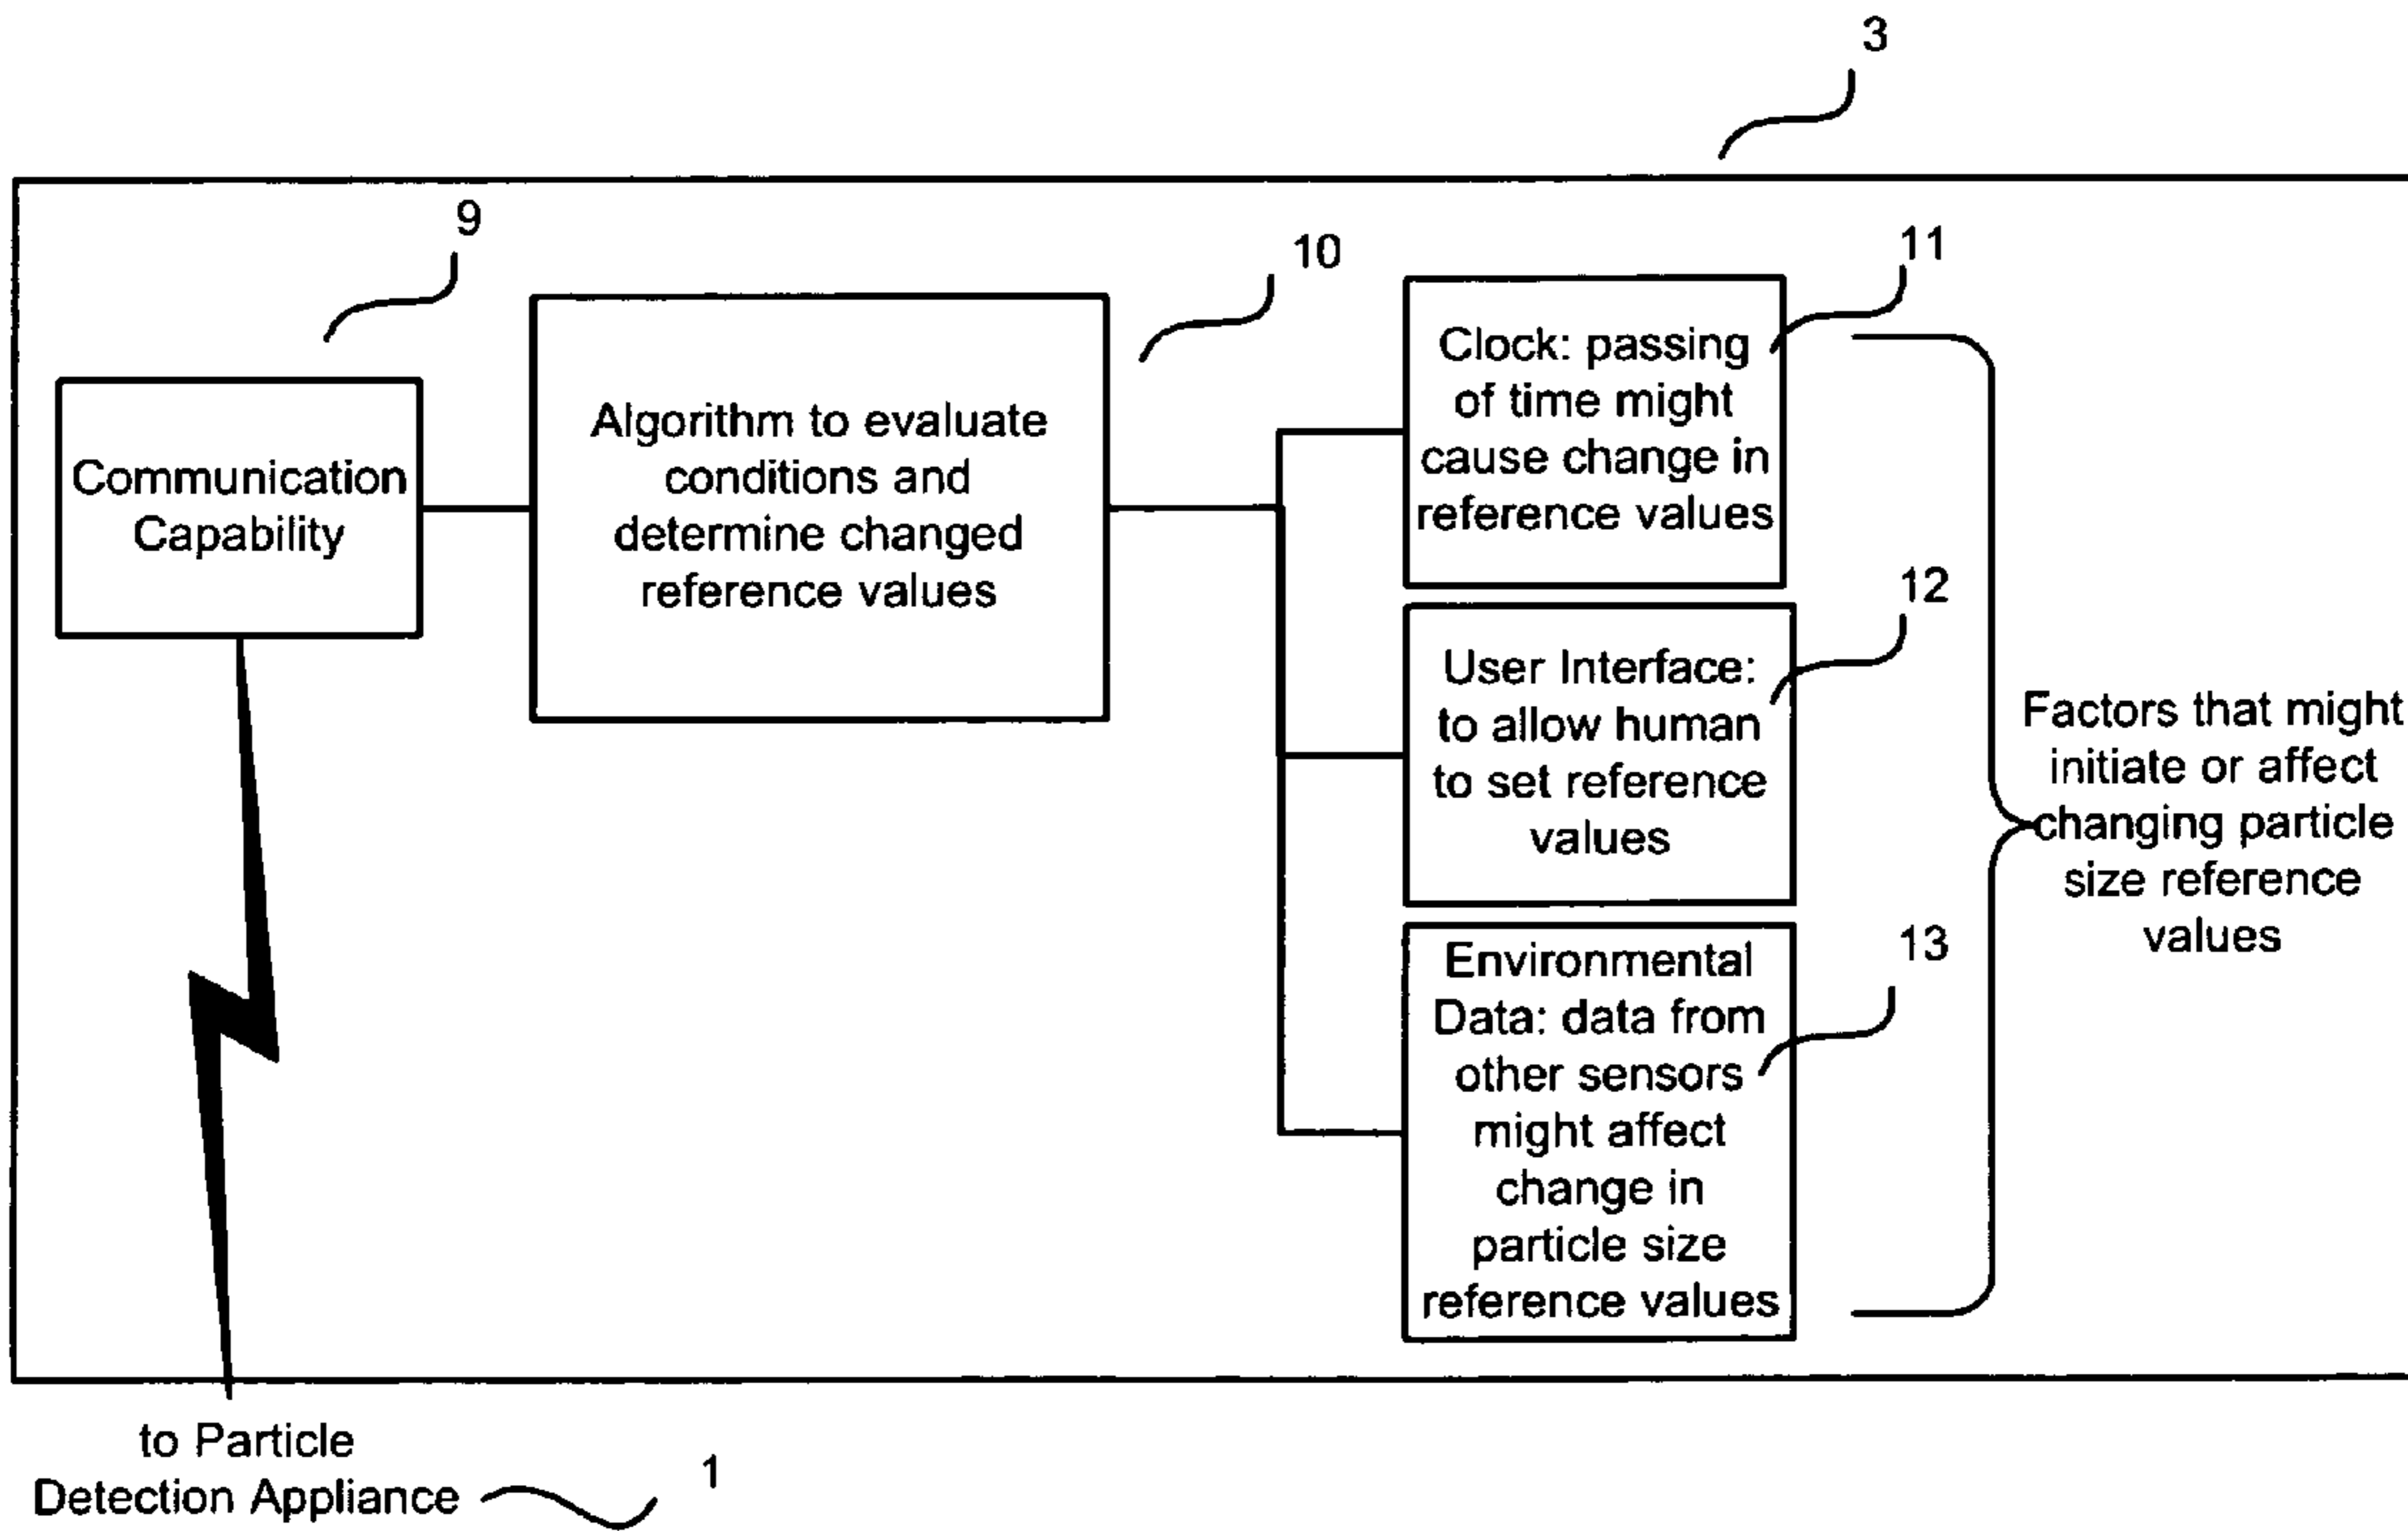 3
9
10
11
Communication
Capability
Algorithm to evaluate
conditions and
determine changed
reference values
Clock: passing
of time might
cause change in
reference values
12
User Interface:
to allow human
to set reference
values
13
Environmental
Data: data from
other sensors
might affect
change in
particle size
reference values
Factors that might
initiate or affect
changing particle
size reference
values
to Particle
Detection Appliance
1